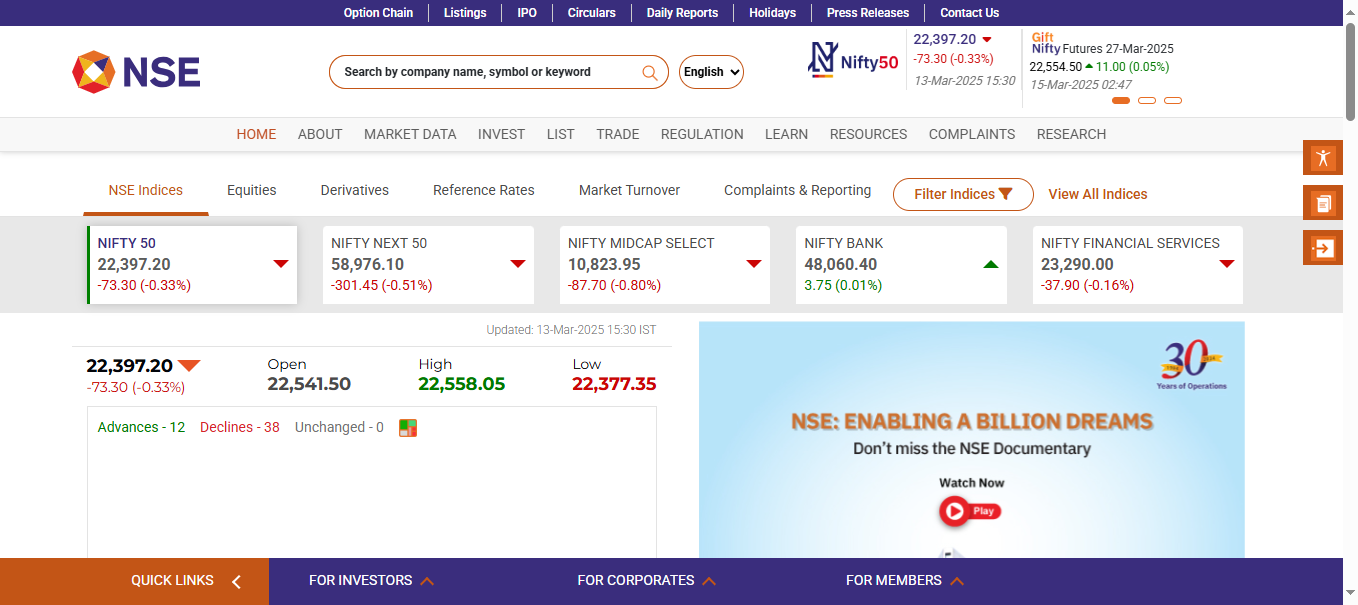 Option Chain Listings IPO Circulars Daily Reports Holidays Press Releases Contact Us
NSE
Search by company name, symbol or keyword
English
Nifty50
22,397.20
-73.30 (-0.33%)
13-Mar-2025 15:30
Gift
Nifty Futures 27-Mar-2025
22,554.50 11.00 (0.05%)
15-Mar-2025 02:47
HOME ABOUT MARKET DATA INVEST LIST TRADE REGULATION LEARN RESOURCES COMPLAINTS RESEARCH
NSE Indices Equities Derivatives Reference Rates Market Turnover Complaints & Reporting Filter Indices View All Indices
NIFTY 50
22,397.20
-73.30 (-0.33%)
NIFTY NEXT 50
58,976.10
-301.45 (-0.51%)
NIFTY MIDCAP SELECT
10,823.95
-87.70 (-0.80%)
NIFTY BANK
48,060.40
3.75 (0.01%)
NIFTY FINANCIAL SERVICES
23,290.00
-37.90 (-0.16%)
Updated: 13-Mar-2025 15:30 IST
22,397.20
-73.30 (-0.33%)
Open
22,541.50
High
22,558.05
Low
22,377.35
Advances - 12 Declines - 38 Unchanged - 0
30
Years of Operations
NSE: ENABLING A BILLION DREAMS
Don't miss the NSE Documentary
Watch Now
Play
QUICK LINKS FOR INVESTORS FOR CORPORATES FOR MEMBERS